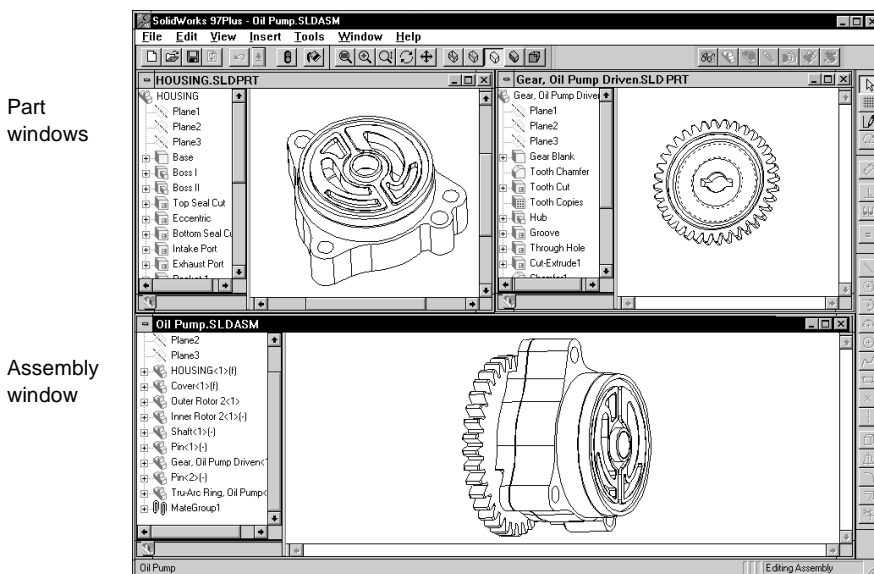 SolidWorks 97Plus - Oil Pump.SLDASM
File Edit View Insert Tools Window Help
Part
windows
HOUSING.SLDPRT
HOUSING
Plane1
Plane2
Plane3
Base
Boss I
Boss II
Top Seal Cut
Eccentric
Bottom Seal Cu
Intake Port
Exhaust Port
Gear, Oil Pump Driven.SLDPRT
Gear, Oil Pump Driven
Plane1
Plane2
Plane3
Gear Blank
Tooth Chamfer
Tooth Cut
Tooth Copies
Hub
Groove
Through Hole
Cut-Extrude1
Assembly
window
Oil Pump.SLDASM
Plane2
Plane3
HOUSING<1>(f)
Cover<1>(f)
Outer Rotor 2<1>
Inner Rotor 2<1>(-)
Shaft<1>(-)
Pin<1>(-)
Gear, Oil Pump Driven<1
Pin<2>(-)
Tru-Arc Ring, Oil Pump<
MateGroup1
Oil Pump
Editing Assembly